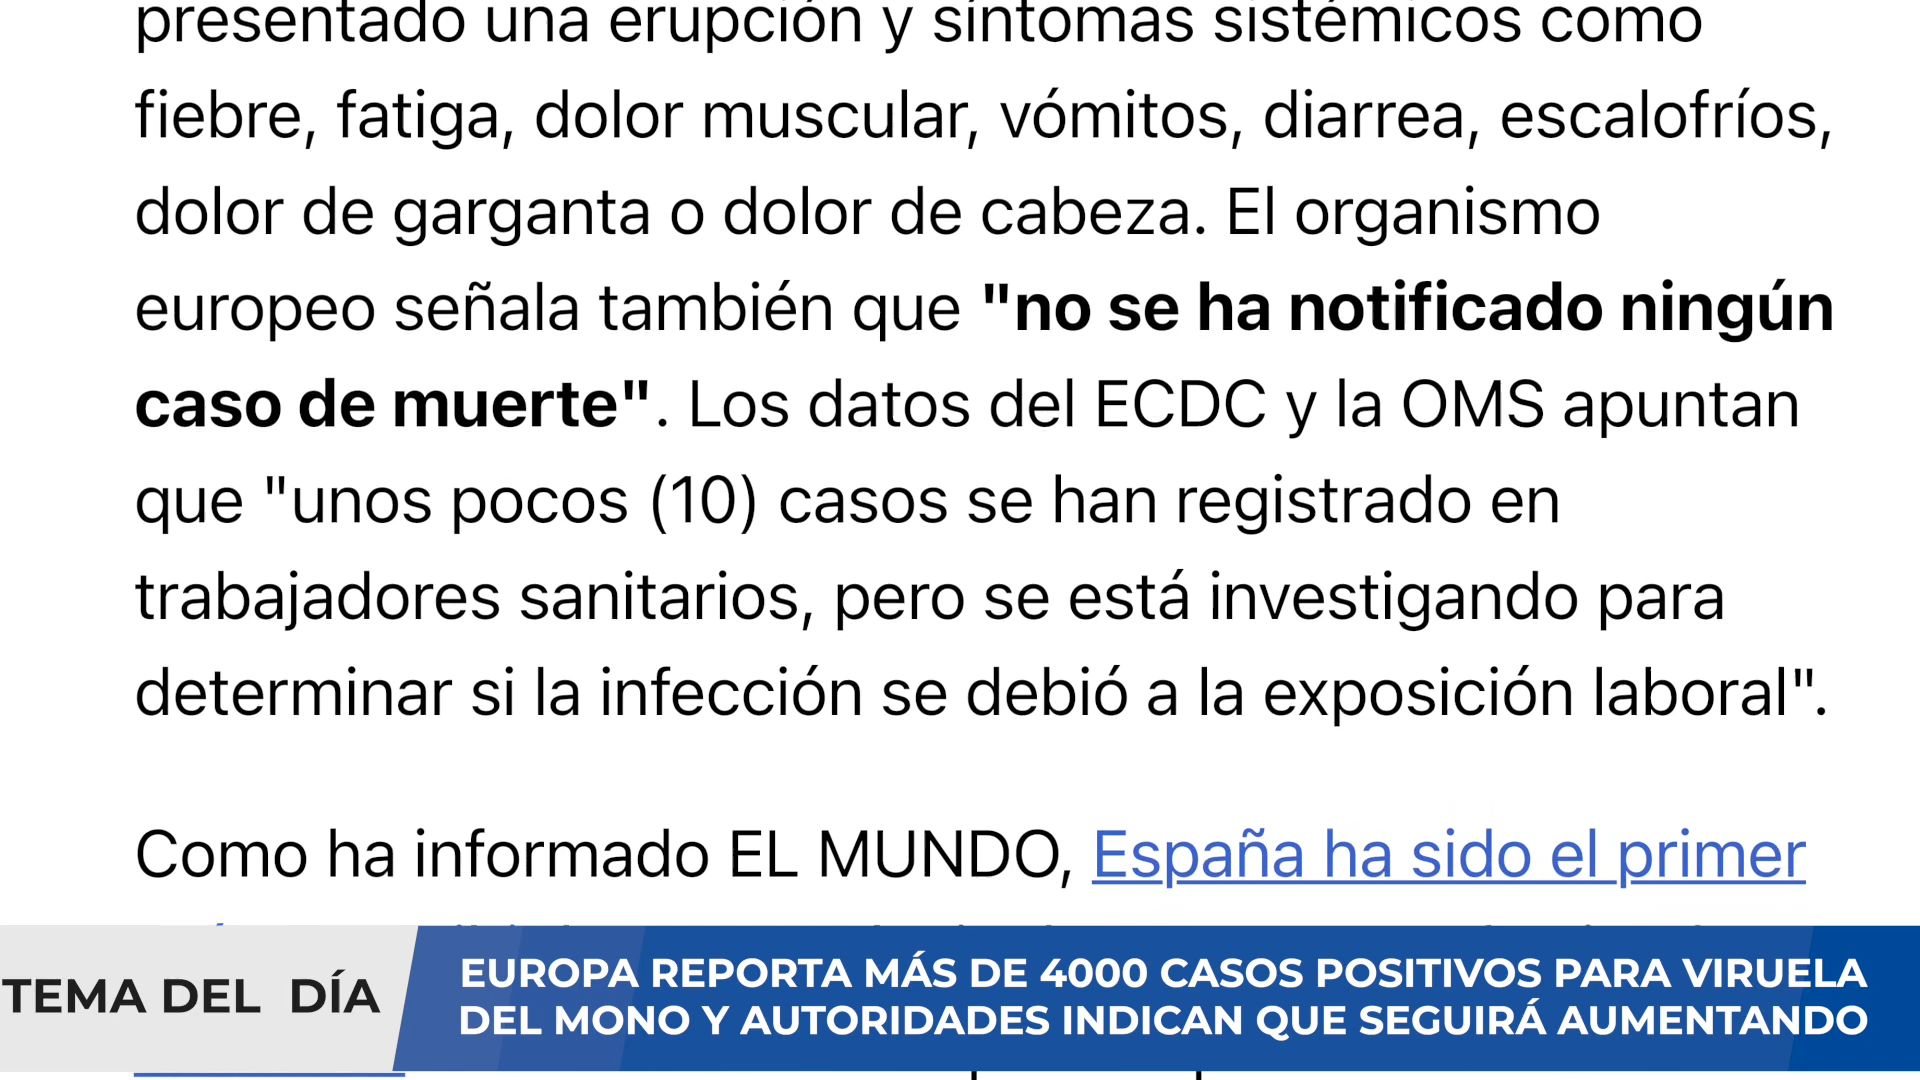 presentado una erupción y síntomas sistémicos como
fiebre, fatiga, dolor muscular, vómitos, diarrea, escalofríos,
dolor de garganta o dolor de cabeza. El organismo
europeo señala también que "no se ha notificado ningún
caso de muerte". Los datos del ECDC y la OMS apuntan
que "unos pocos (10) casos se han registrado en
trabajadores sanitarios, pero se está investigando para
determinar si la infección se debió a la exposición laboral".
Como ha informado EL MUNDO, España ha sido el primer
TEMA DEL DÍA
EUROPA REPORTA MÁS DE 4000 CASOS POSITIVOS PARA VIRUELA
DEL MONO Y AUTORIDADES INDICAN QUE SEGUIRÁ AUMENTANDO